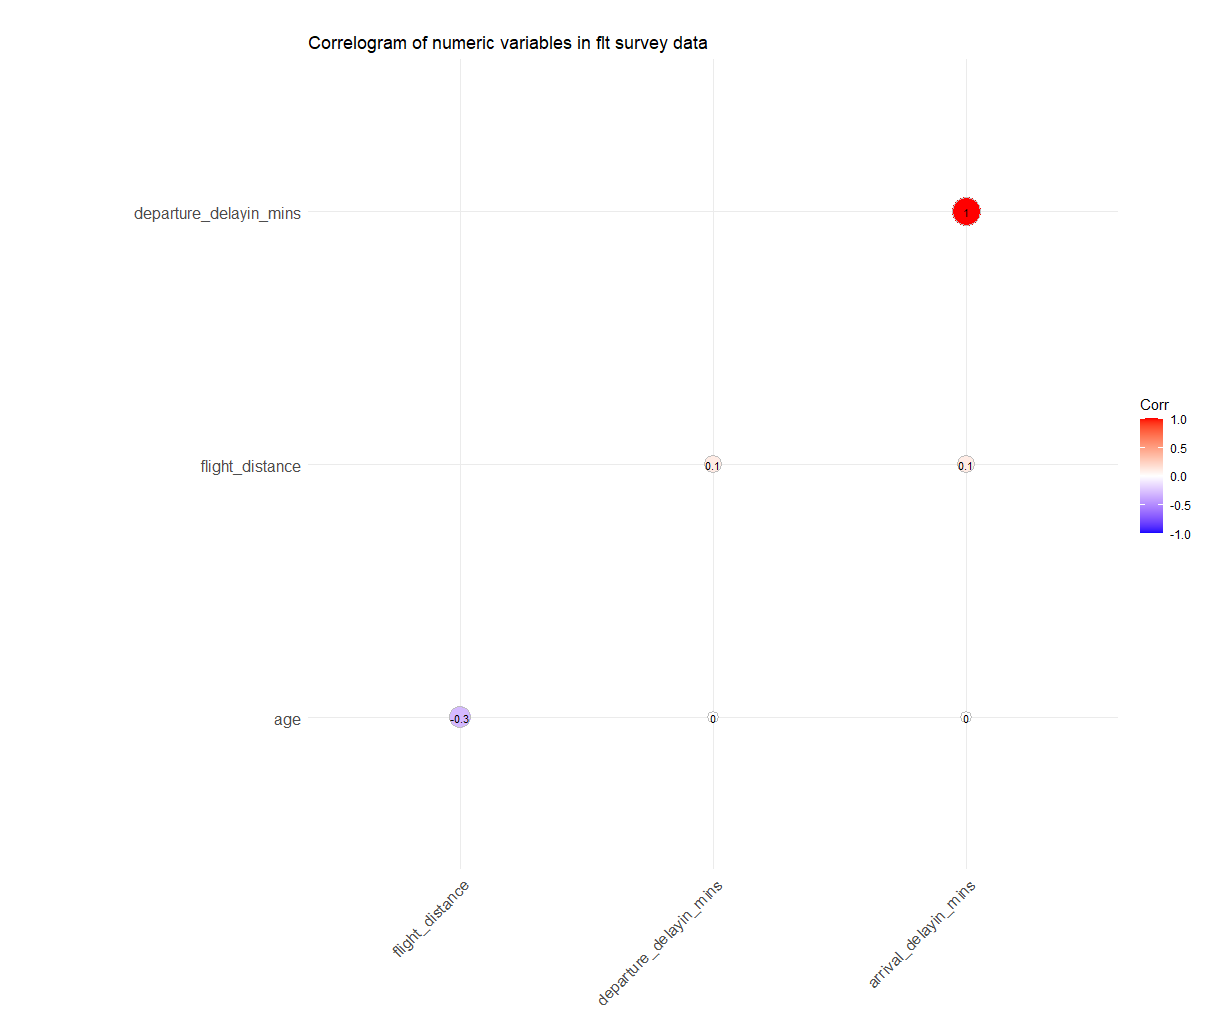 Correlogram of numeric variables in flt survey data
departure_delayin_mins
1
Corr
1.0
0.5
0.0
-0.5
-1.0
flight_distance
0.1
0.1
age
-0.3
0
0
flight_distance
departure_delayin_mins
arrival_delayin_mins